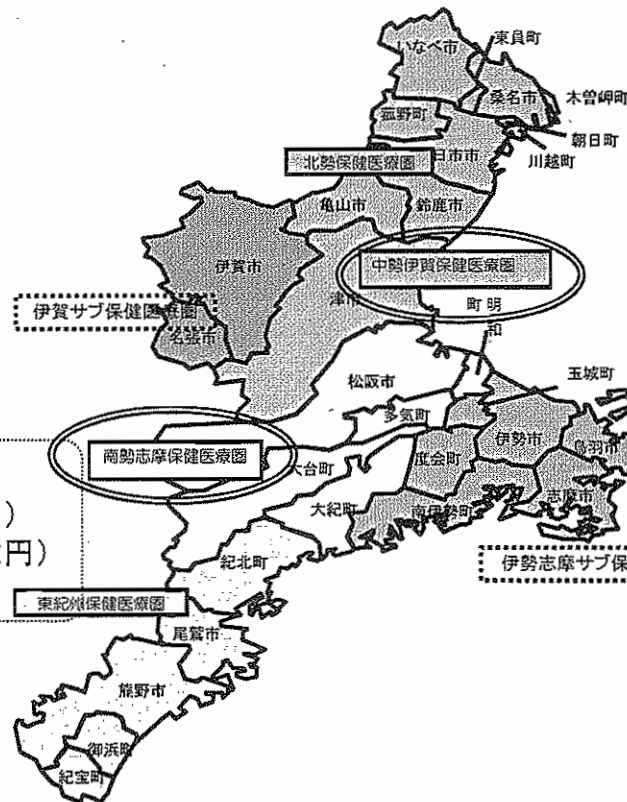 いなべ市
東員町
桑名市
木曽岬町
菰野町
朝日町
川越町
日市市
北勢保健医療圏
亀山市
鈴鹿市
伊賀市
中勢伊賀保健医療圏
津市
伊賀サブ保健医療圏
名張市
明和町
松阪市
玉城町
多気町
伊勢市
鳥羽市
南勢志摩保健医療圏
大台町
度会町
志摩市
大紀町
南伊勢町
）
円）
紀北町
伊勢志摩サブ保
東紀州保健医療圏
尾鷲市
熊野市
御浜町
紀宝町